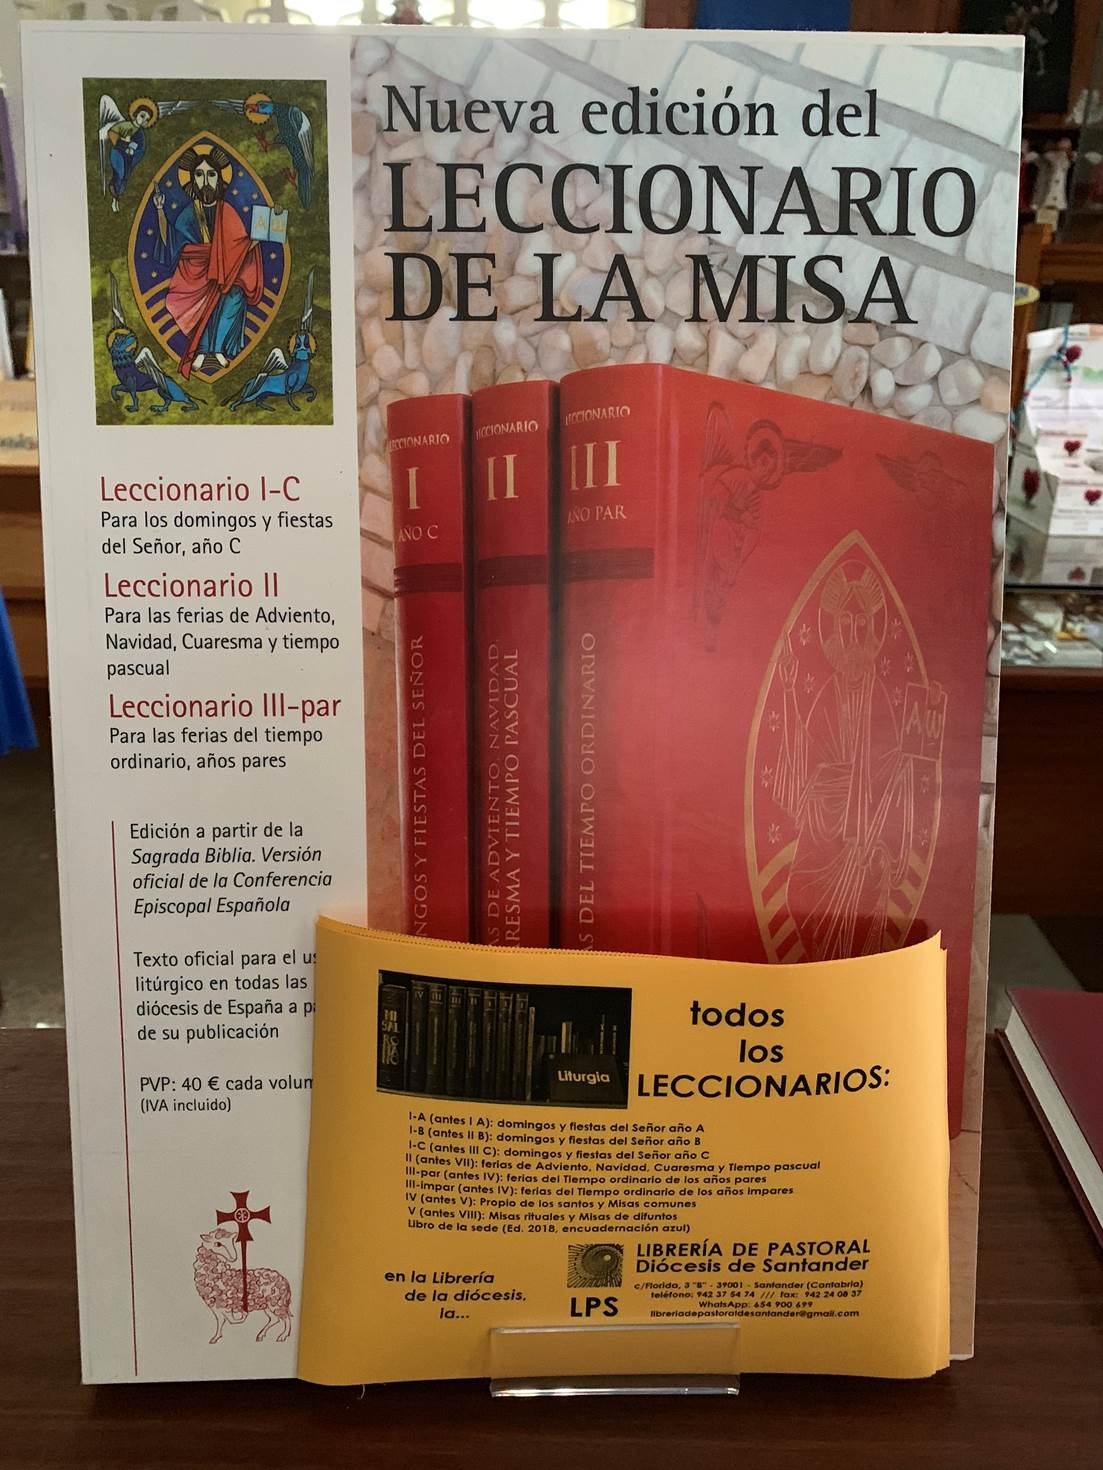 Nueva edición del
LECCIONARIO
DE LA MISA
Leccionario I-C
Para los domingos y fiestas
del Señor, año C
Leccionario II
Para las ferias de Adviento,
Navidad, Cuaresma y tiempo
pascual
Leccionario III-par
Para las ferias del tiempo
ordinario, años pares
Edición a partir de la
Sagrada Biblia. Versión
oficial de la Conferencia
Episcopal Española
Texto oficial para el
litúrgico en todas las
diócesis de España a
de su publicación
PVP: 40 € cada
(IVA incluido)
LECCIONARIO
I
AÑO C
Y FIESTAS DEL SEÑOR
LECCIONARIO
II
DE ADVIENTO, NAVIDAD,
Y TIEMPO PASCUAL
LECCIONARIO
III
AÑO PAR
DEL TIEMPO ORDINARIO
Α ω
MI
SAL
RO
Liturgia
todos
los
LECCIONARIOS:
I-A (antes I A): domingos y fiestas del Señor año A
I-B (antes II B): domingos y fiestas del Señor año B
I-C (antes III C): domingos y fiestas del Señor año C
II (antes VII): ferias de Adviento, Navidad, Cuaresma y Tiempo pascual
III-par (antes IV): ferias del Tiempo ordinario de los años pares
III-impar (antes IV): ferias del Tiempo ordinario de los años impares
IV (antes V): Propio de los santos y Misas comunes
V (antes VIII): Misas rituales y Misas de difuntos
Libro de la sede (Ed. 2018, encuadernación azul)
en la Librería
de la diócesis,
la...
LPS
LIBRERÍA DE PASTORAL
Diócesis de Santander
c/Florida, 3 "B" - 39001 - Santander (Cantabria)
teléfono: 942 37 54 74 /// fax: 942 24 08 37
WhatsApp: 654 900 699
libreriadepastoraldesantander@gmail.com